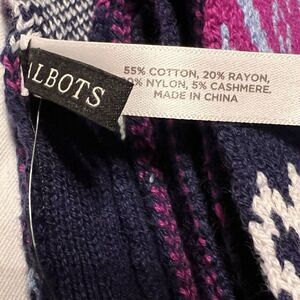 ALBOTS
55% COTTON, 20% RAYON,
0% NYLON, 5% CASHMERE.
MADE IN CHINA